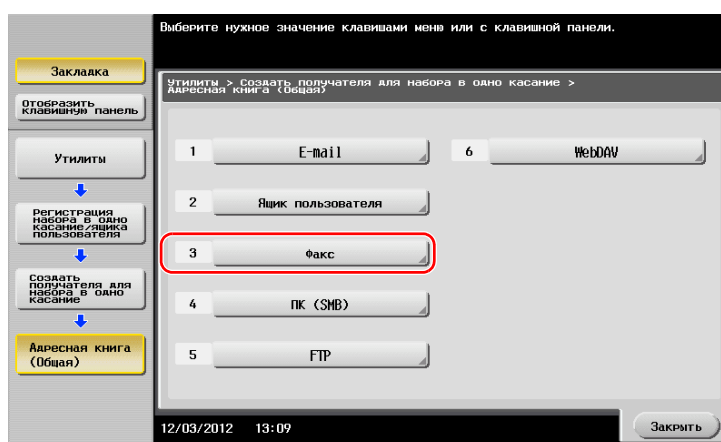 Выберите нужное значение клавишами меню или с клавишной панели.
Закладка
Отобразить
клавишную панель
Утилиты > Создать получателя для набора в одно касание >
Адресная книга (Общая)
Утилиты
Регистрация
набора в одно
касание/ящика
пользователя
Создать
получателя для
набора в одно
касание
Адресная книга
(Общая)
1 E-mail
2 Ящик пользователя
3 Факс
4 ПК (SMB)
5 FTP
6 WebDAV
12/03/2012 13:09
Закрыть